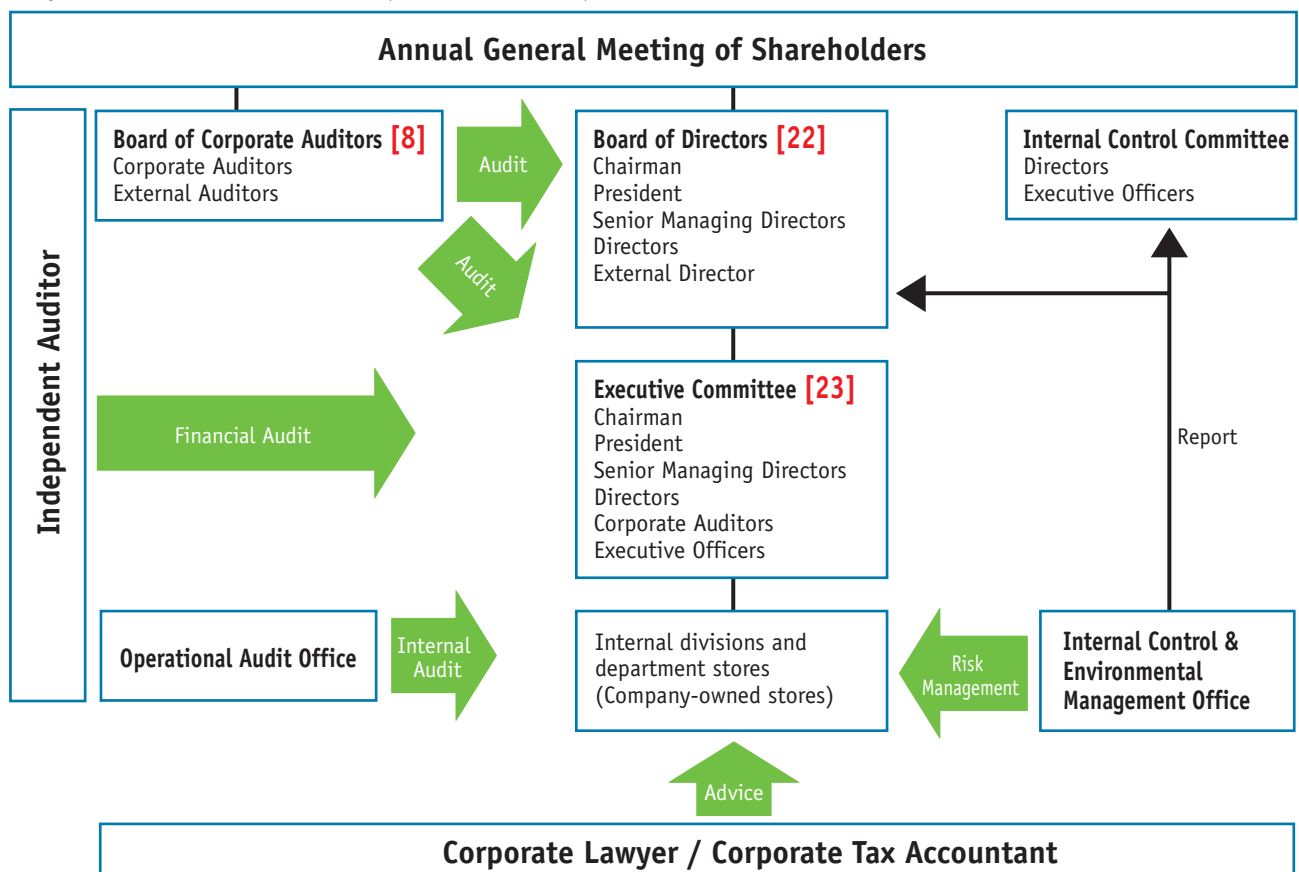 Annual General Meeting of Shareholders
Independent Auditor
Board of Corporate Auditors [8]
Corporate Auditors
External Auditors
Audit
Audit
Board of Directors [22]
Chairman
President
Senior Managing Directors
Directors
External Director
Internal Control Committee
Directors
Executive Officers
Financial Audit
Executive Committee [23]
Chairman
President
Senior Managing Directors
Directors
Corporate Auditors
Executive Officers
Report
Operational Audit Office
Internal
Audit
Internal divisions and
department stores
(Company-owned stores)
Risk
Management
Internal Control &
Environmental
Management Office
Advice
Corporate Lawyer / Corporate Tax Accountant